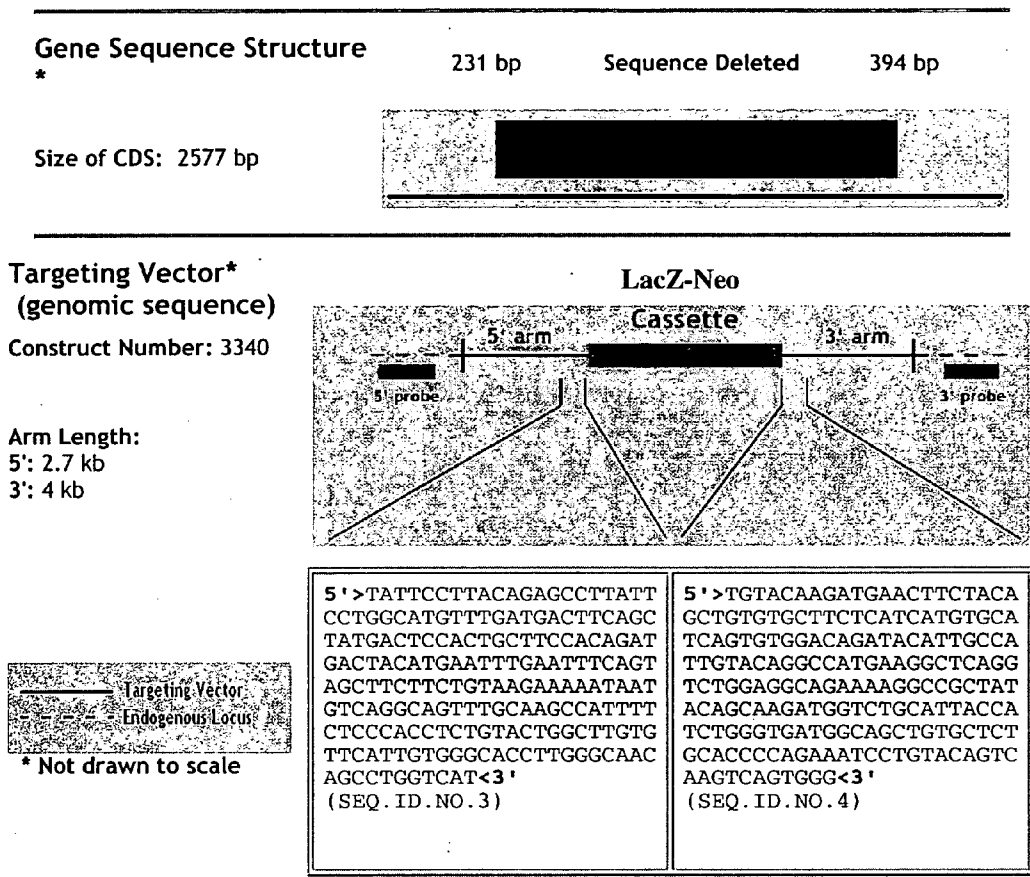 Gene Sequence Structure
*
231 bp Sequence Deleted 394 bp
Size of CDS: 2577 bp
Targeting Vector*
(genomic sequence)
Construct Number: 3340
Arm Length:
5': 2.7 kb
3': 4 kb
LacZ-Neo
Cassette
5' arm 3' arm
5' probe 3' probe
5'>TATTCCTTACAGAGCCTTATT
CCTGGCATGTTTGATGACTTCAGC
TATGACTCCACTGCTTCCACAGAT
GACTACATGAATTTGAATTTCAGT
AGCTTCTTCTGTAAGAAAAATAAT
GTCAGGCAGTTTGCAAGCCATTTT
CTCCCACCTCTGTACTGGCTTGTG
TTCATTGTGGGCACCTTGGGCAAC
AGCCTGGTCAT<3'
(SEQ.ID.NO.3)
5'>TGTACAAGATGAACTTCTACA
GCTGTGTGCTTCTCATCATGTGCA
TCAGTGTGGACAGATACATTGCCA
TTGTACAGGCCATGAAGGCTCAGG
TCTGGAGGCAGAAAAGGCCGCTAT
ACAGCAAGATGGTCTGCATTACCA
TCTGGGTGATGGCAGCTGTGCTCT
GCACCCCAGAAATCCTGTACAGTC
AAGTCAGTGGG<3'
(SEQ.ID.NO.4)
Targeting Vector
Endogenous Locus
* Not drawn to scale